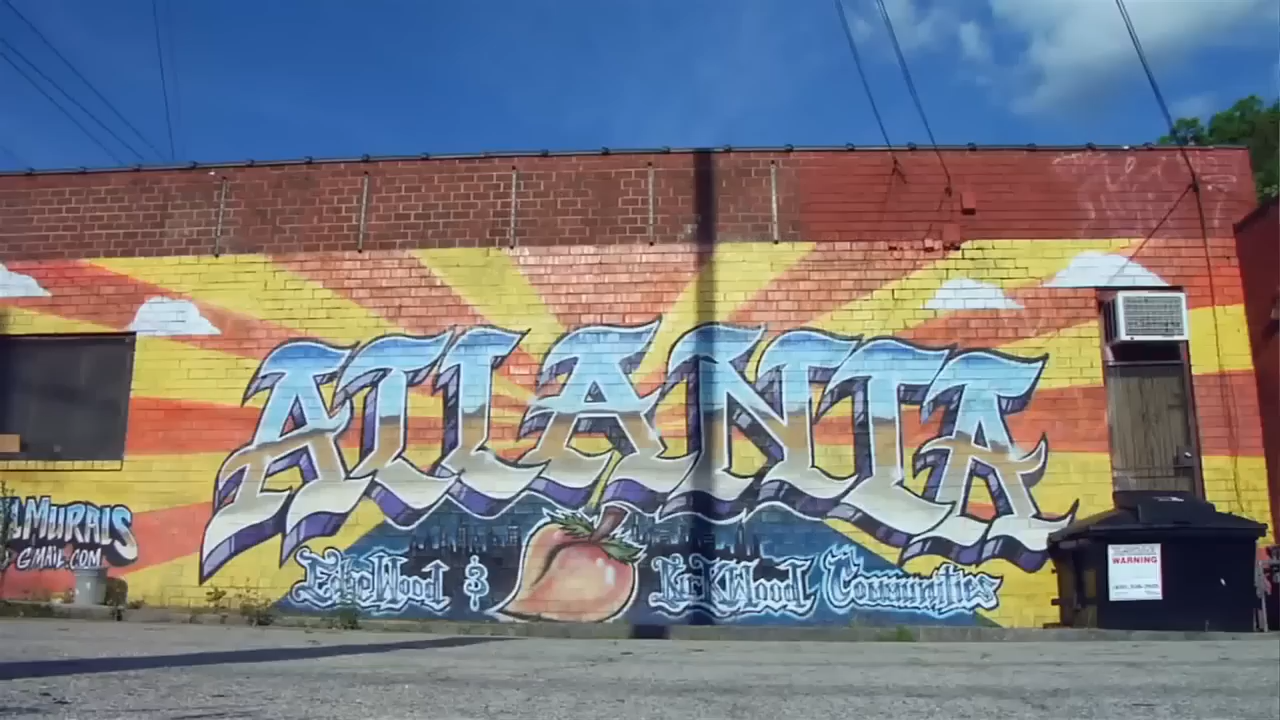 ATLANTA
EdgeWood & KirKWood Communities
MURALS
GMAIL.COM
WARNING